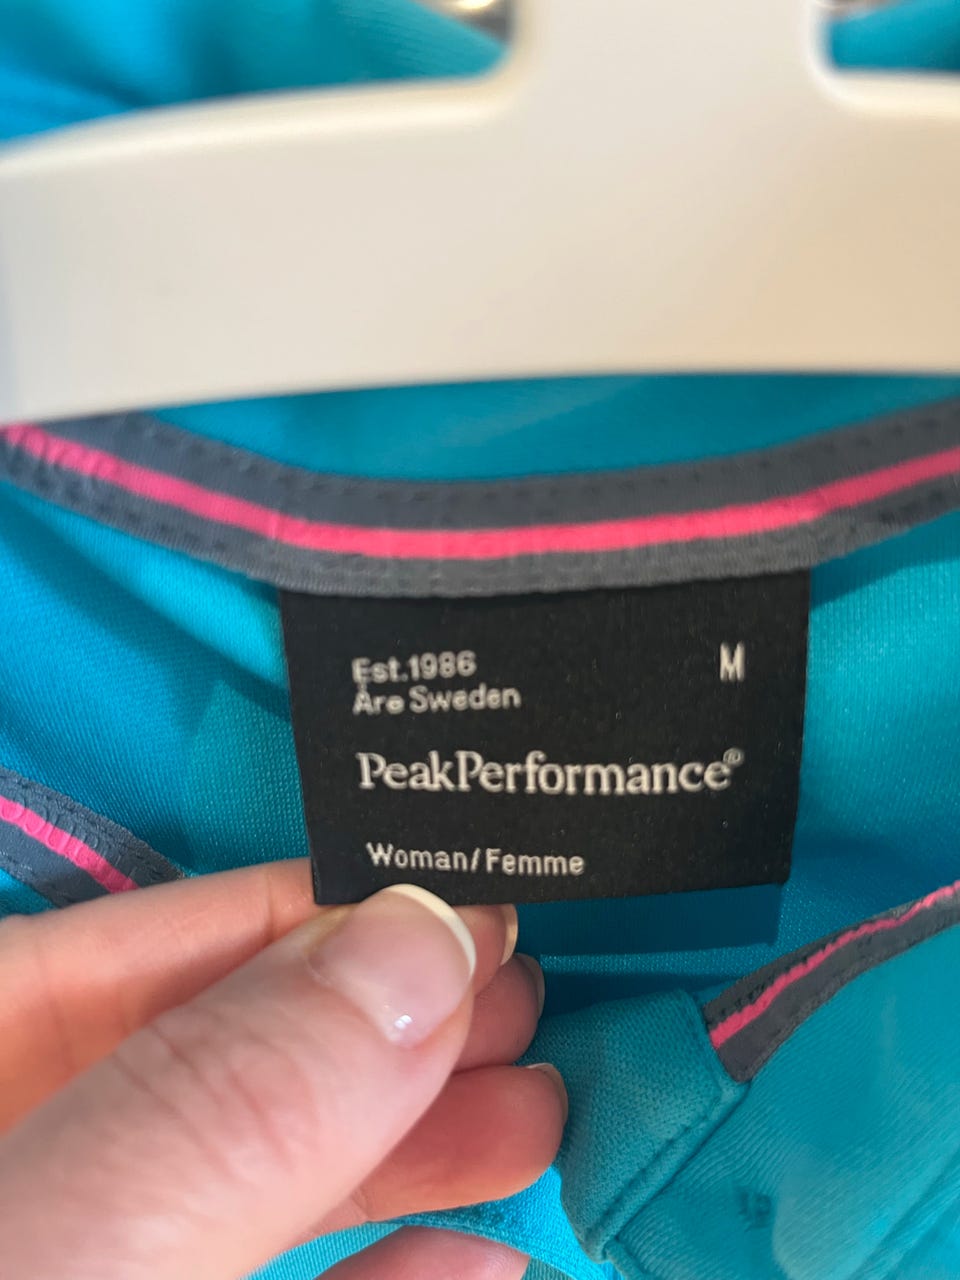 Est.1986
Åre Sweden
M
PeakPerformance®
Woman/Femme